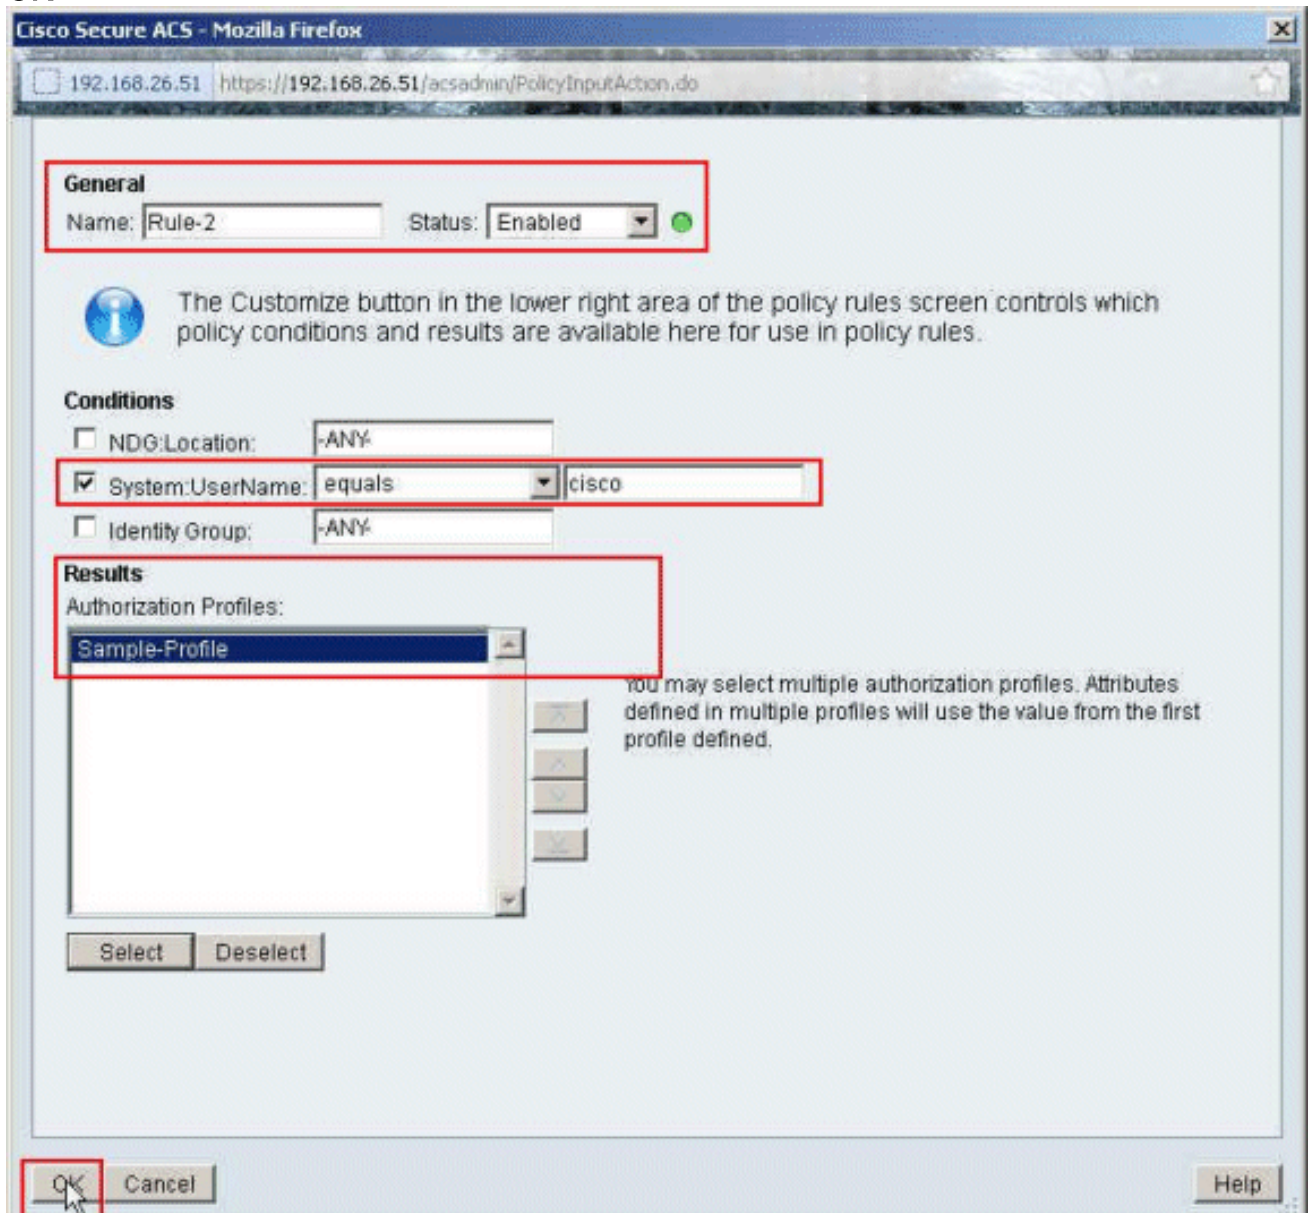 Cisco Secure ACS - Mozilla Firefox
192.168.26.51 https://192.168.26.51/acsadmin/PolicyInputAction.do
General
Name: Rule-2 Status: Enabled
The Customize button in the lower right area of the policy rules screen controls which
policy conditions and results are available here for use in policy rules.
Conditions
NDG:Location: -ANY-
System:UserName: equals cisco
Identity Group: -ANY-
Results
Authorization Profiles:
Sample-Profile
You may select multiple authorization profiles. Attributes
defined in multiple profiles will use the value from the first
profile defined.
Select Deselect
OK Cancel Help